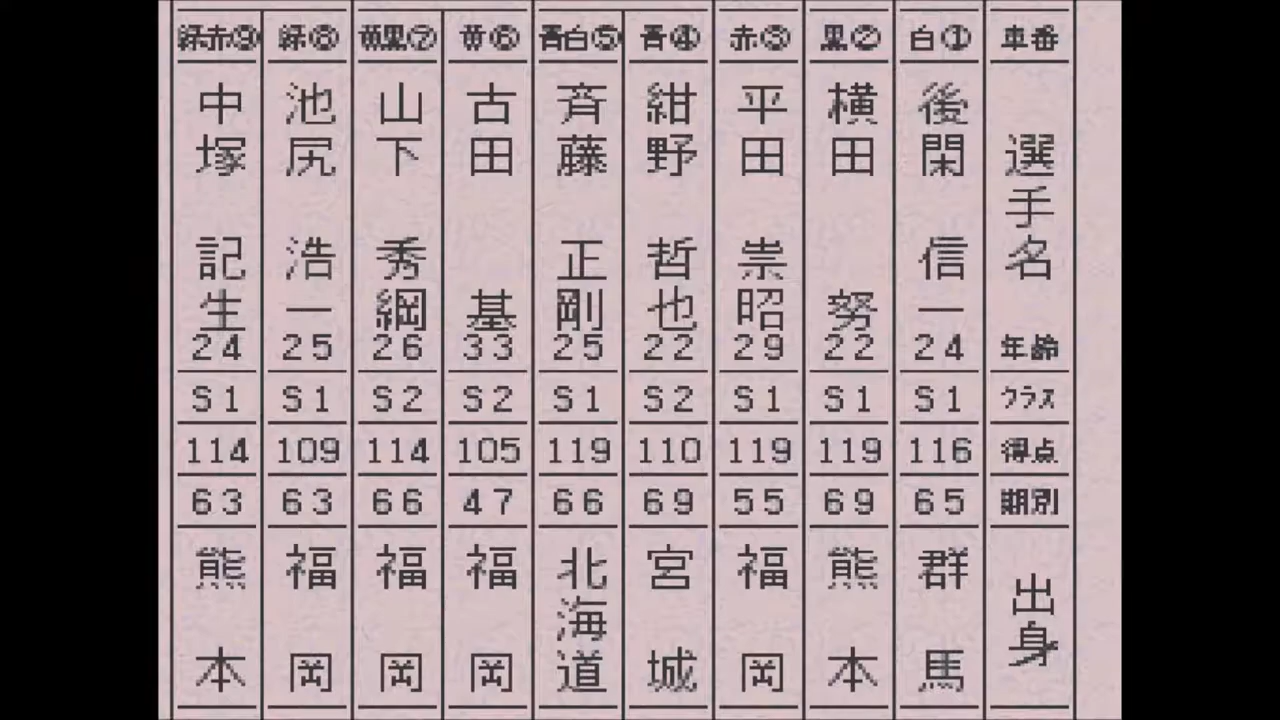 車番 選手名 年齢 クラス 得点 期別 出身
白① 後閑信一 24 S1 116 65 群馬
黒② 横田努 22 S1 119 69 熊本
赤③ 平田崇昭 29 S1 119 55 福岡
青④ 紺野哲也 22 S2 110 69 宮城
青白⑤ 斉藤正剛 25 S1 119 66 北海道
黄⑥ 古田基 33 S2 105 47 福岡
黄黒⑦ 山下秀綱 26 S2 114 66 福岡
緑⑧ 池尻浩一 25 S1 109 63 福岡
緑赤⑨ 中塚記生 24 S1 114 63 熊本